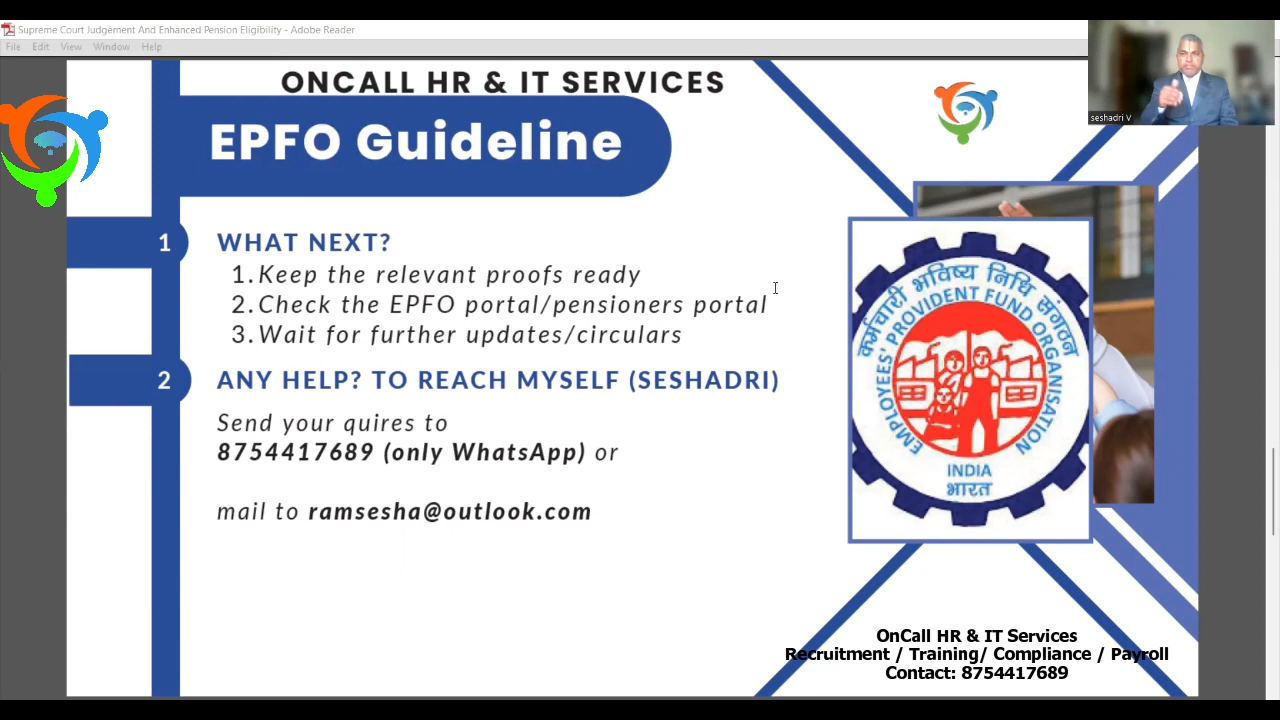 Supreme Court Judgement And Enhanced Pension Eligibility - Adobe Reader
File Edit View Window Help
seshadri V
ONCALL HR & IT SERVICES
EPFO Guideline
1 WHAT NEXT?
1. Keep the relevant proofs ready
2. Check the EPFO portal/pensioners portal
3. Wait for further updates/circulars
2 ANY HELP? TO REACH MYSELF (SESHADRI)
Send your quires to
8754417689 (only WhatsApp) or
mail to ramsesha@outlook.com
कर्मचारी भविष्य निधि संगठन
EMPLOYEES' PROVIDENT FUND ORGANISATION
INDIA
भारत
OnCall HR & IT Services
Recruitment / Training/ Compliance / Payroll
Contact: 8754417689